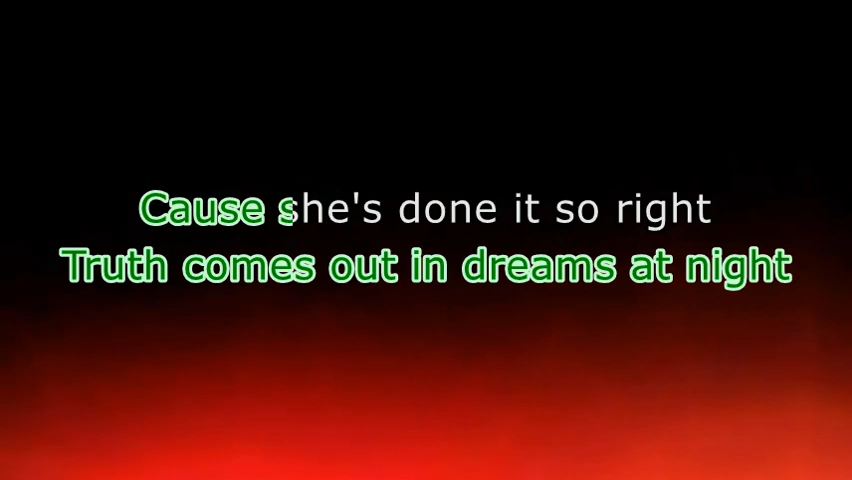 Cause she's done it so right
Truth comes out in dreams at night